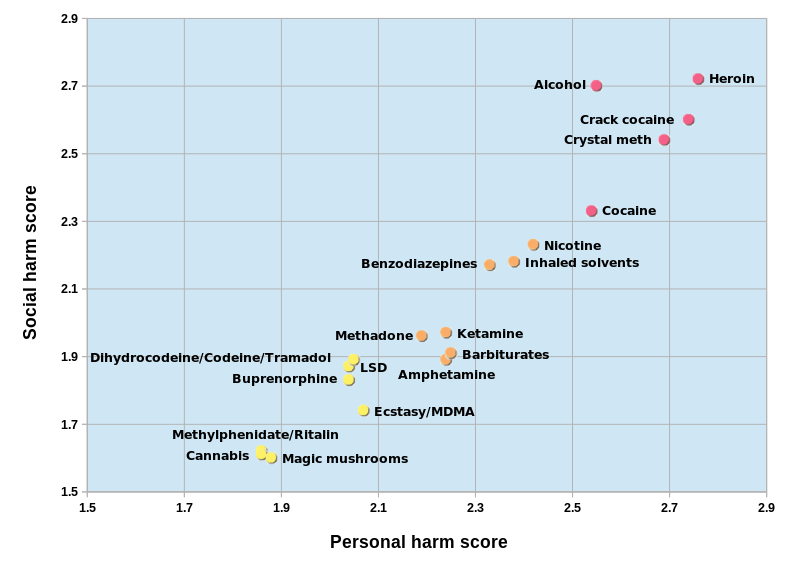 2.9
2.7
2.5
2.3
2.1
1.9
1.7
1.5
Social harm score
Alcohol
Heroin
Crack cocaine
Crystal meth
Cocaine
Nicotine
Benzodiazepines
Inhaled solvents
Methadone
Ketamine
Dihydrocodeine/Codeine/Tramadol
Barbiturates
LSD
Buprenorphine
Amphetamine
Ecstasy/MDMA
Methylphenidate/Ritalin
Cannabis
Magic mushrooms
1.5 1.7 1.9 2.1 2.3 2.5 2.7 2.9
Personal harm score